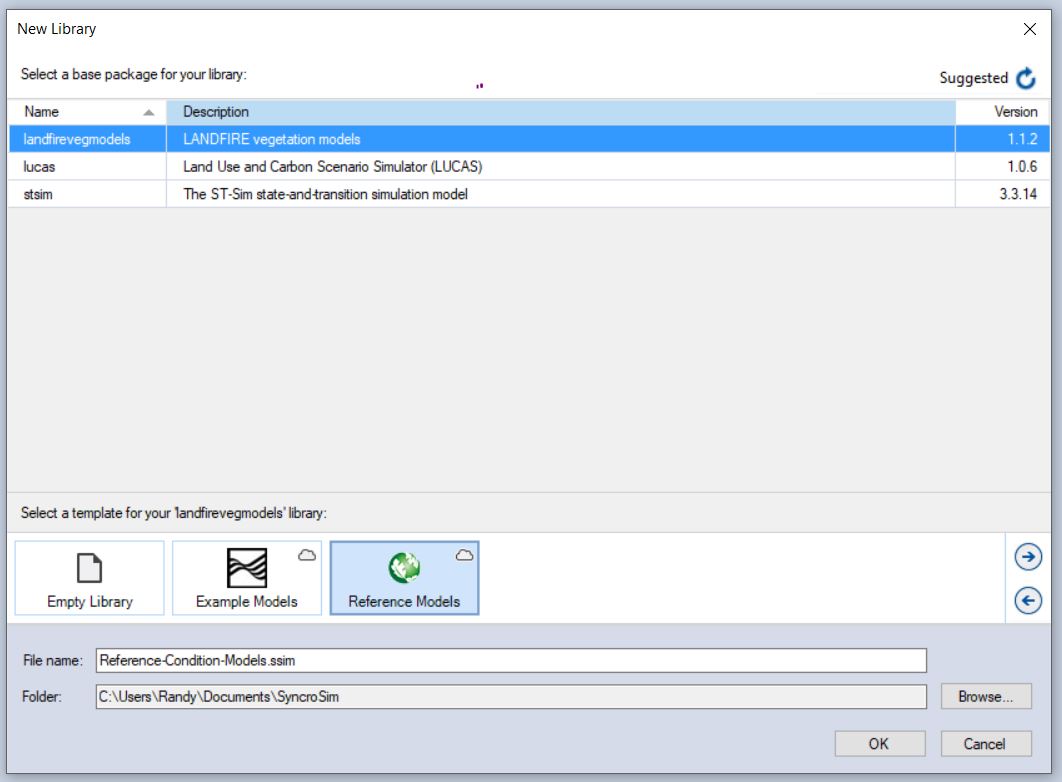 New Library
Select a base package for your library:
Suggested
Name Description Version
landfirevegmodels LANDFIRE vegetation models 1.1.2
lucas Land Use and Carbon Scenario Simulator (LUCAS) 1.0.6
stsim The ST-Sim state-and-transition simulation model 3.3.14
Select a template for your 'landfirevegmodels' library:
Empty Library Example Models Reference Models
File name: Reference-Condition-Models.ssim
Folder: C:\Users\Randy\Documents\SyncroSim Browse...
OK Cancel